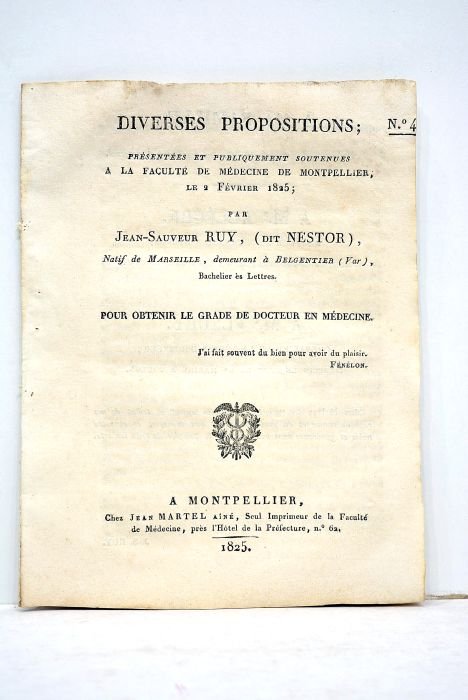 DIVERSES PROPOSITIONS; N.º 4
PRÉSENTÉES ET PUBLIQUEMENT SOUTENUES
A LA FACULTÉ DE MÉDECINE DE MONTPELLIER,
LE 2 FÉVRIER 1825;
PAR
JEAN-SAUVEUR RUY, (DIT NESTOR),
Natif de MARSEILLE, demeurant à BELGENTIER (Var),
Bachelier ès Lettres.
POUR OBTENIR LE GRADE DE DOCTEUR EN MÉDECINE.
J'ai fait souvent du bien pour avoir du plaisir.
FÉNÉLON.
A MONTPELLIER,
Chez JEAN MARTEL AÎNÉ, Seul Imprimeur de la Faculté
de Médecine, près l'Hôtel de la Préfecture, n.º 62.
1825.